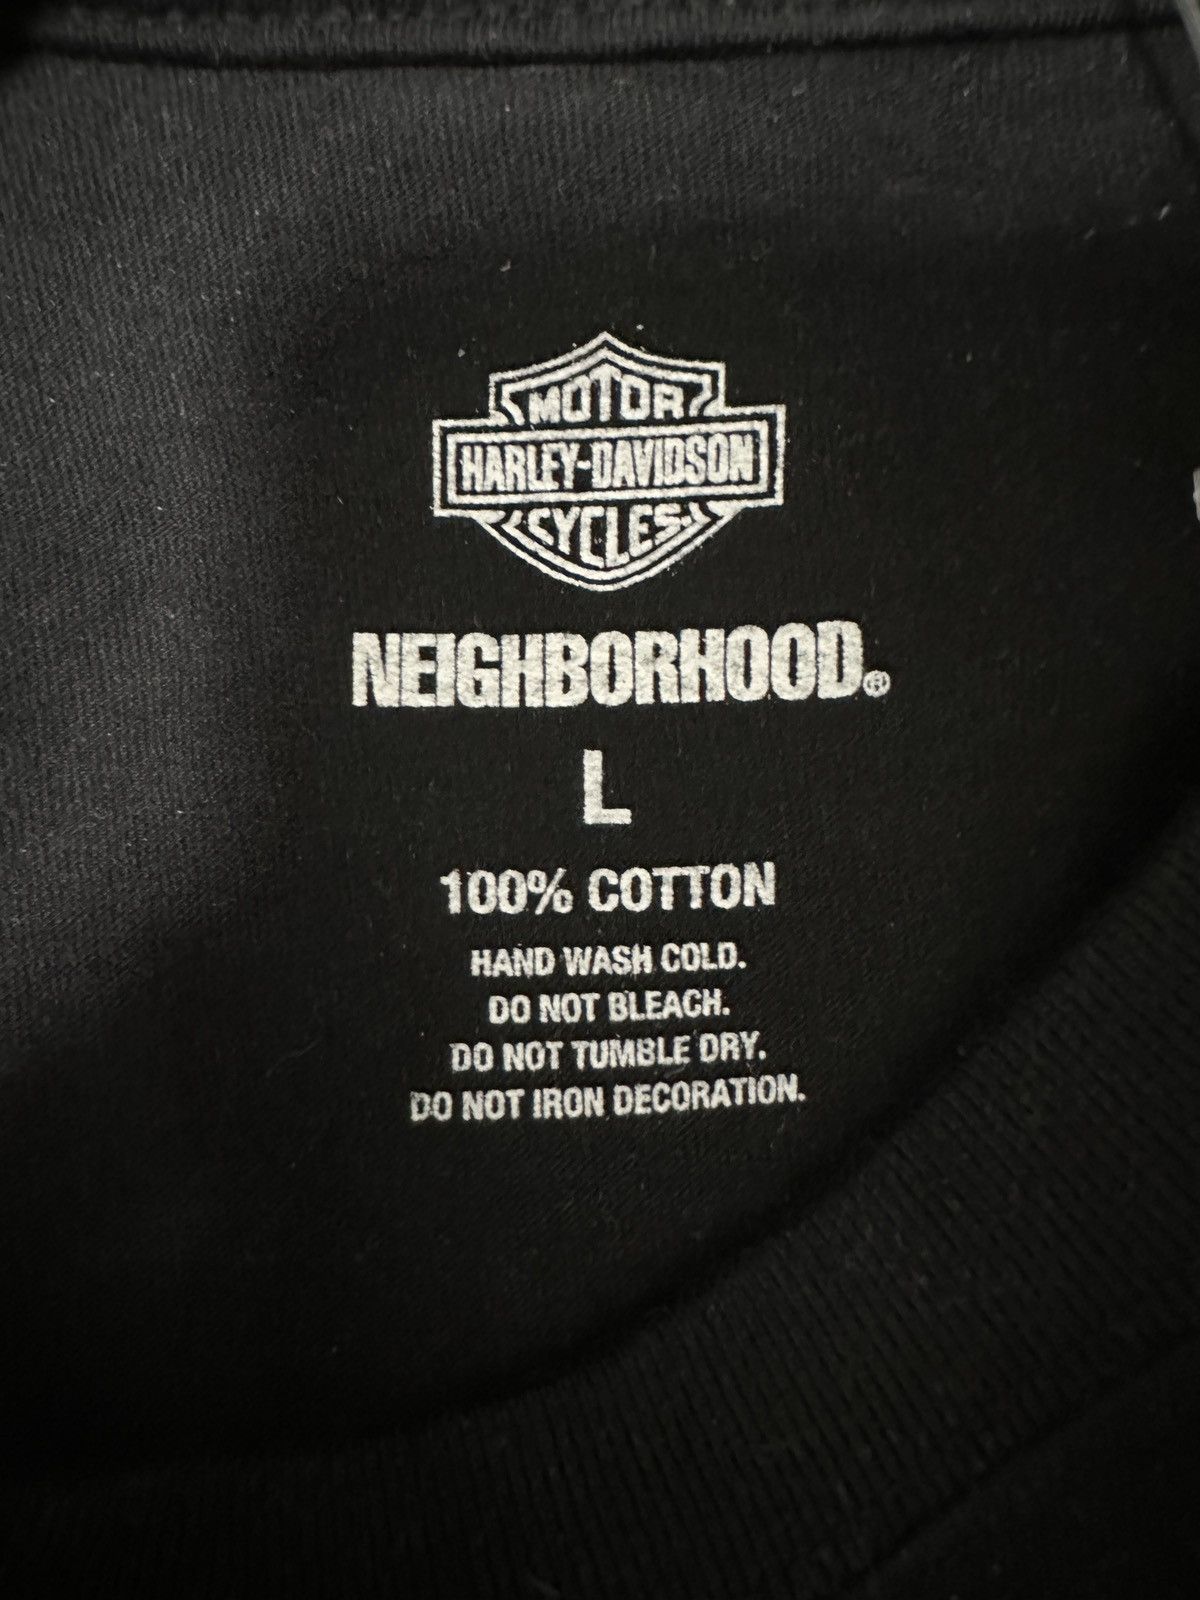 MOTOR
HARLEY-DAVIDSON
CYCLES
NEIGHBORHOOD®
L
100% COTTON
HAND WASH COLD.
DO NOT BLEACH.
DO NOT TUMBLE DRY.
DO NOT IRON DECORATION.